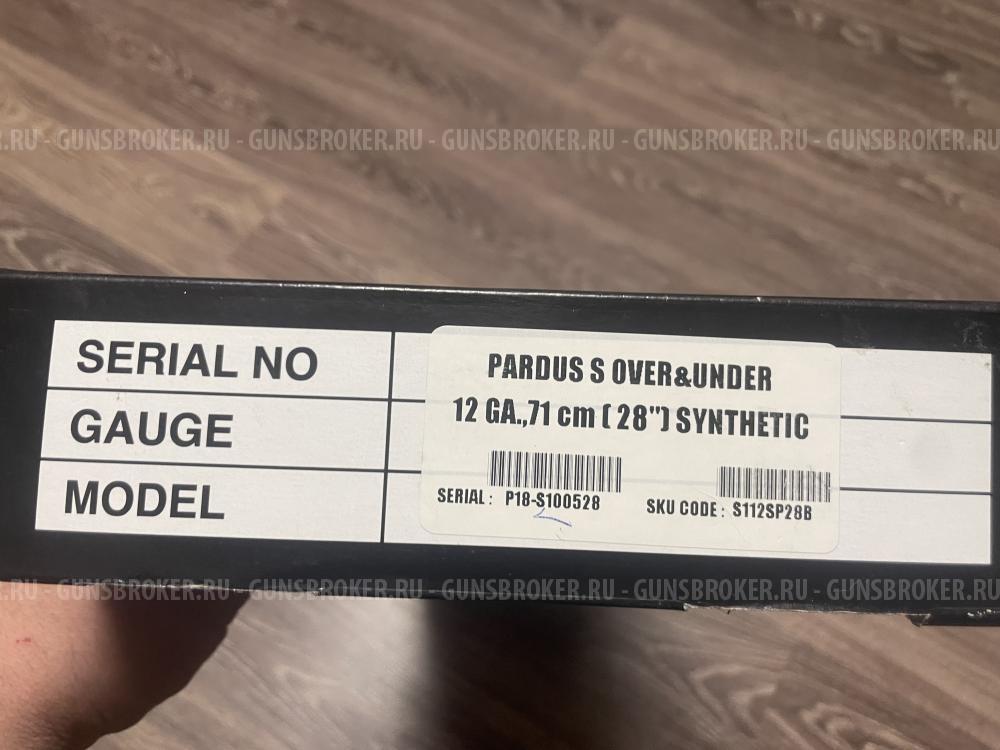 .RU - GUNSBROKER.RU - GUNSBROKER.RU - GUNSBROKER.RU - GUNSBROKER.RU - GUNSBROKER.RU
SERIAL NO
GAUGE
MODEL
PARDUS S OVER&UNDER
12 GA.,71 cm ( 28") SYNTHETIC
SERIAL : P18-S100528
SKU CODE : S112SP28B
.RU - GUNSBROKER.RU - GUNSBROKER.RU - GUNSBROKER.RU - GUNSBROKER.RU - GUNSBROKER.RU